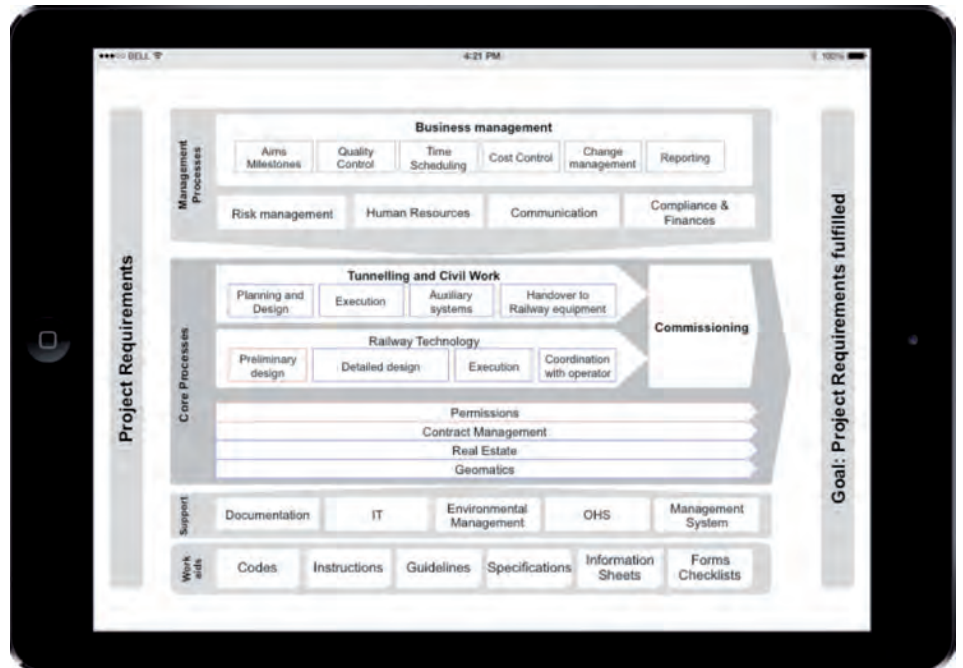 BELL
4:21 PM
100%
Project Requirements
Management
Processes
Business management
Aims
Milestones
Quality
Control
Time
Scheduling
Cost Control
Change
management
Reporting
Risk management
Human Resources
Communication
Compliance &
Finances
Core Processes
Tunnelling and Civil Work
Planning and
Design
Execution
Auxiliary
systems
Handover to
Railway equipment
Railway Technology
Preliminary
design
Detailed design
Execution
Coordination
with operator
Commissioning
Permissions
Contract Management
Real Estate
Geomatics
Support
Documentation
IT
Environmental
Management
OHS
Management
System
Work
aids
Codes
Instructions
Guidelines
Specifications
Information
Sheets
Forms
Checklists
Goal: Project Requirements fulfilled